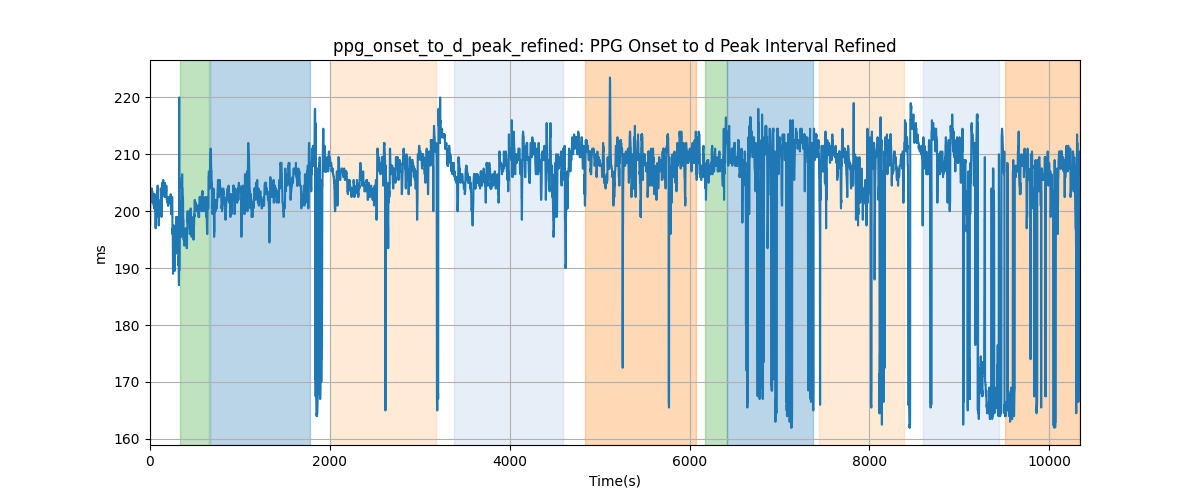 ppg_onset_to_d_peak_refined: PPG Onset to d Peak Interval Refined
220
210
200
190
180
170
160
ms
0 2000 4000 6000 8000 10000
Time(s)